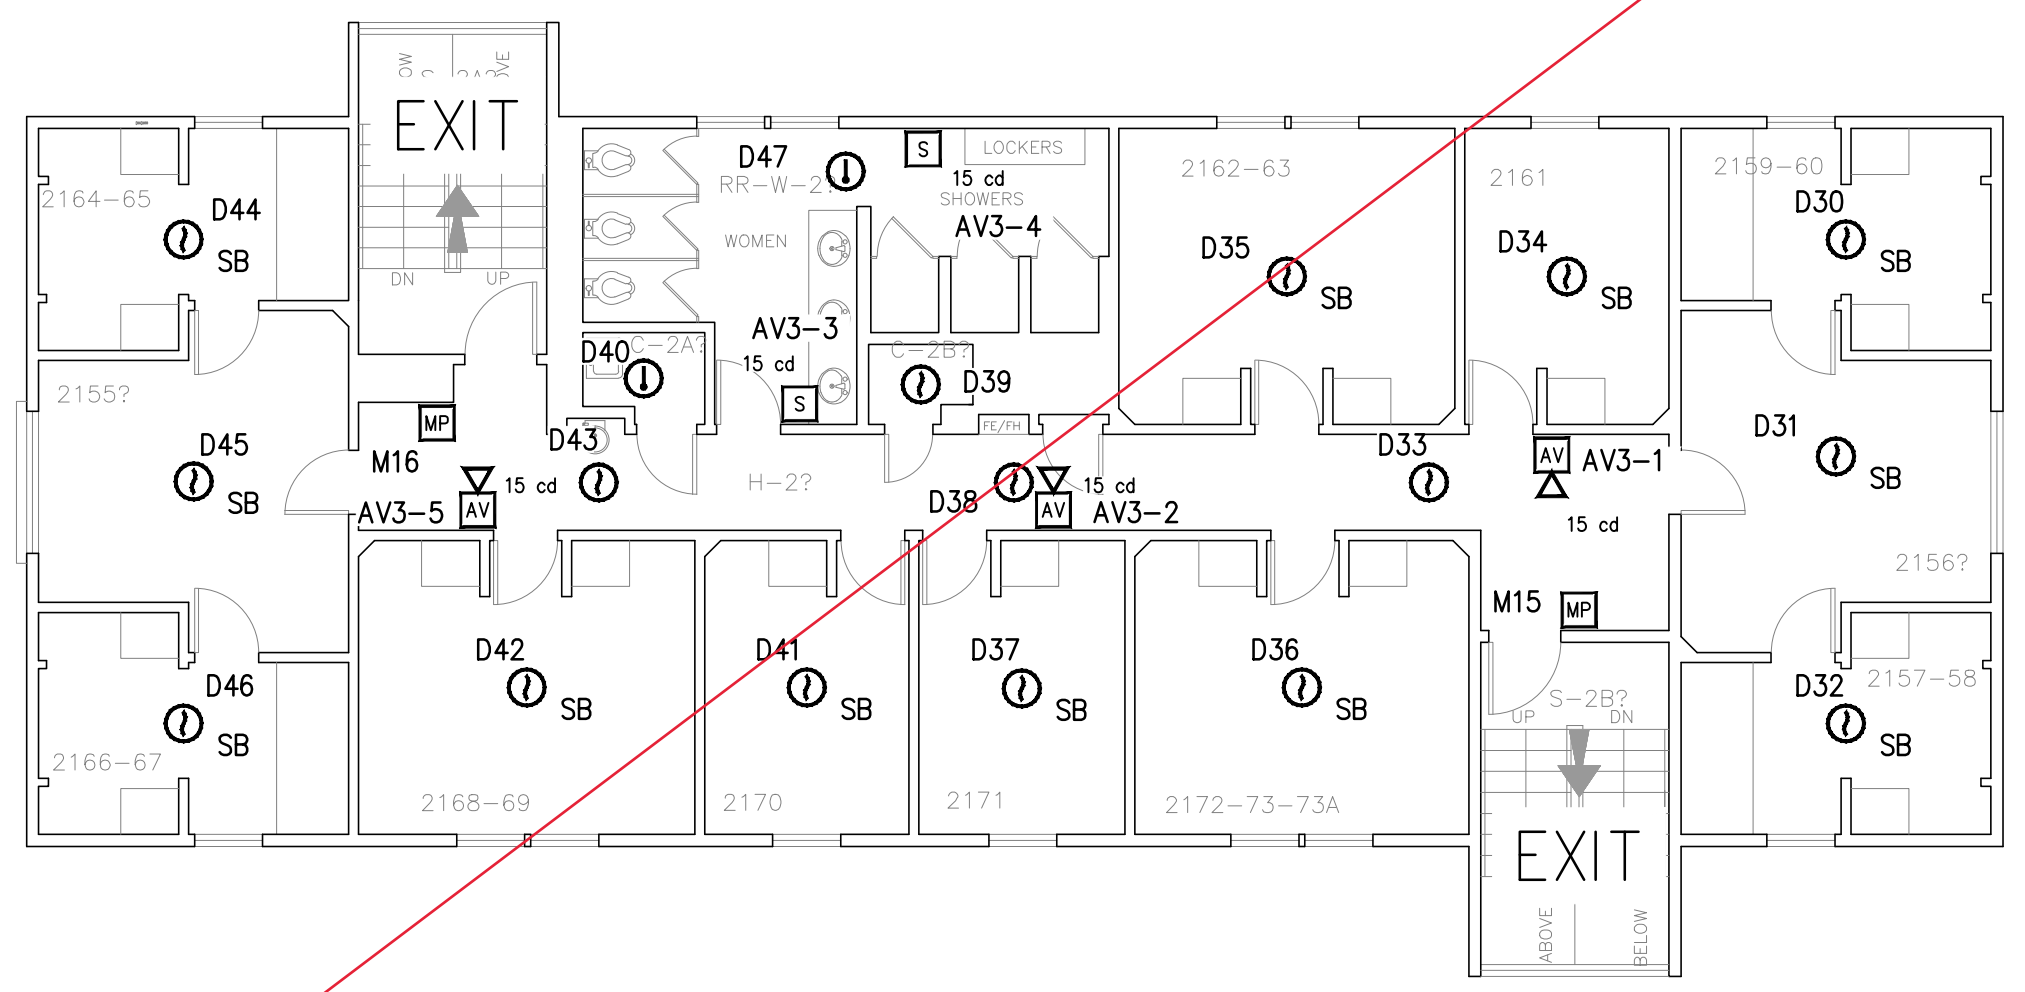 EXIT
DN
UP
2164-65
D44
SB
D47
RR-W-2?
WOMEN
S
LOCKERS
15 cd
SHOWERS
AV3-4
2162-63
D35
SB
2161
D34
SB
2159-60
D30
SB
AV3-3
15 cd
S
D40
C-2A?
C-2B?
D39
FE/FH
2155?
D45
SB
MP
M16
AV3-5
AV
15 cd
D43
H-2?
D38
AV
15 cd
AV3-2
D33
AV
AV3-1
15 cd
D31
SB
2156?
M15
MP
D46
SB
2166-67
D42
SB
2168-69
D41
SB
2170
D37
SB
2171
D36
SB
2172-73-73A
S-2B?
UP
DN
EXIT
ABOVE
BELOW
D32
2157-58
SB